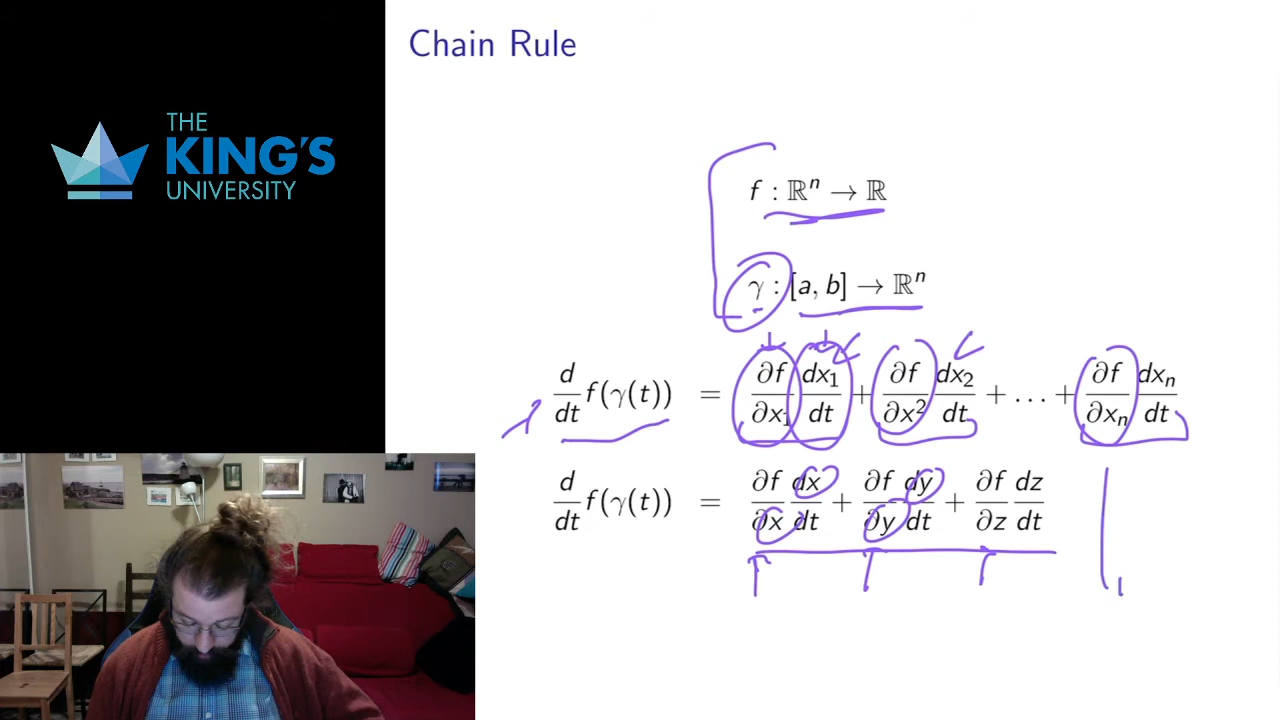 Chain Rule
THE
KING'S
UNIVERSITY
f : ℝⁿ → ℝ
γ : [a, b] → ℝⁿ
d/dt f(γ(t)) = ∂f/∂x₁ dx₁/dt + ∂f/∂x² dx₂/dt + … + ∂f/∂xₙ dxₙ/dt
d/dt f(γ(t)) = ∂f/∂x dx/dt + ∂f/∂y dy/dt + ∂f/∂z dz/dt